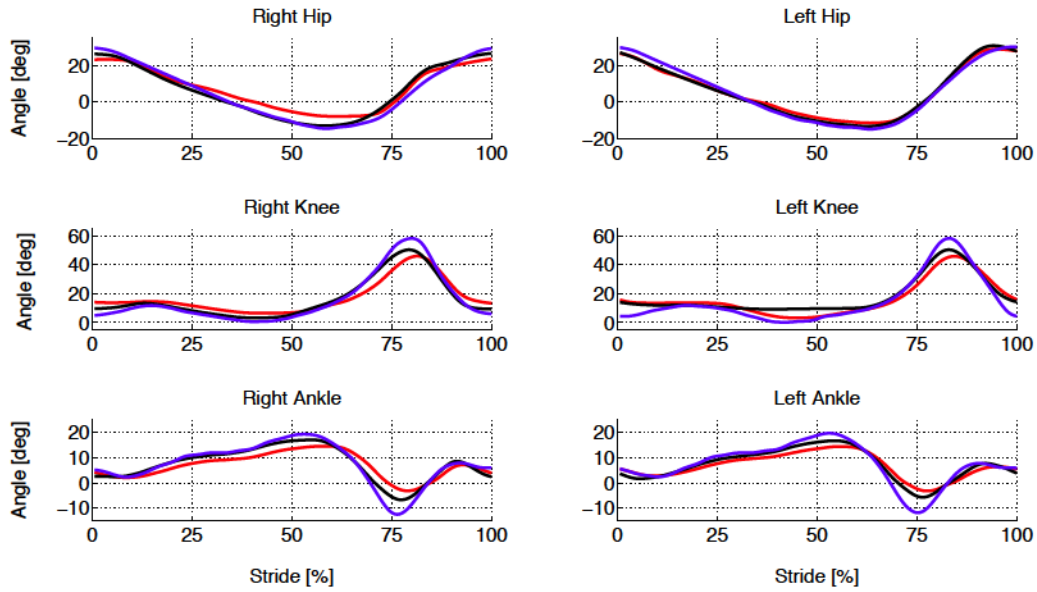 Right Hip
Left Hip
Angle [deg]
20
0
−20
0 25 50 75 100
20
0
−20
0 25 50 75 100
Right Knee
Left Knee
Angle [deg]
60
40
20
0
0 25 50 75 100
60
40
20
0
0 25 50 75 100
Right Ankle
Left Ankle
Angle [deg]
20
10
0
−10
0 25 50 75 100
20
10
0
−10
0 25 50 75 100
Stride [%]
Stride [%]